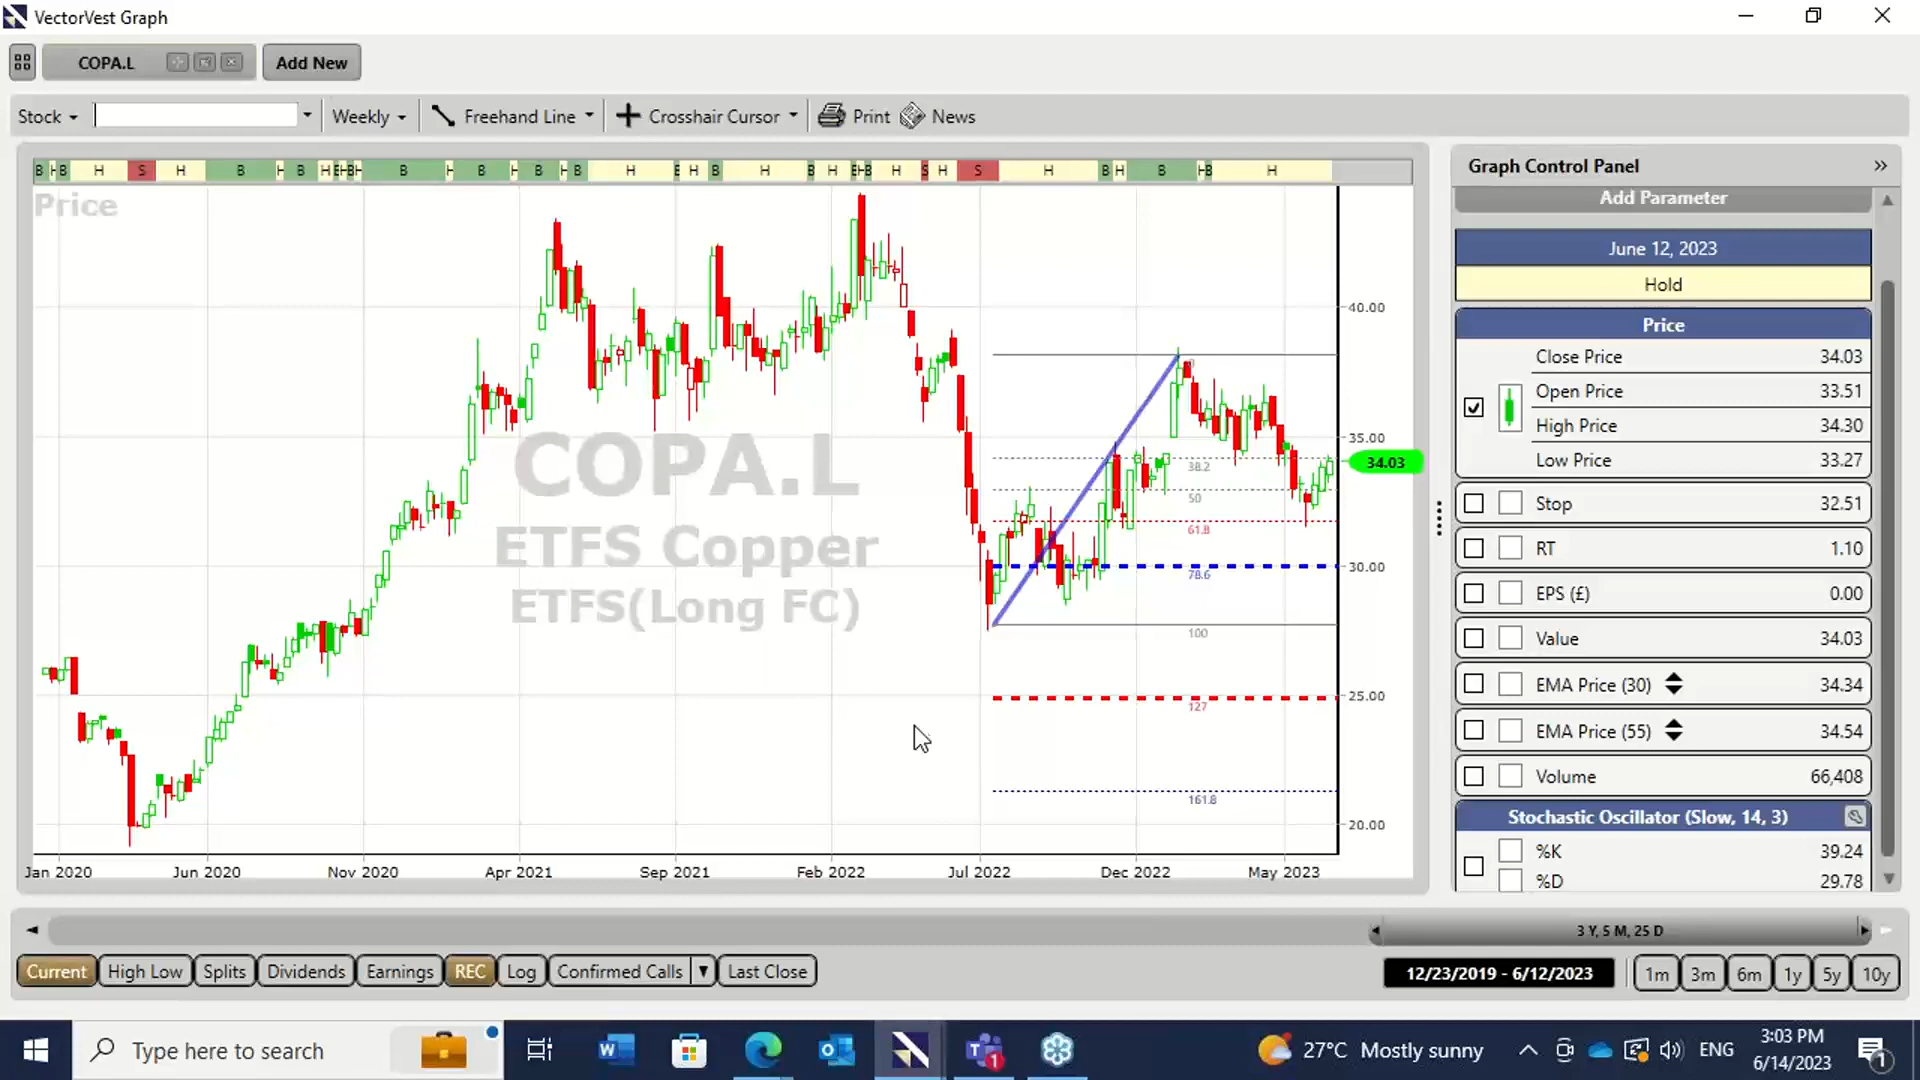 VectorVest Graph
COPA.L
Add New
Stock
Weekly
Freehand Line
Crosshair Cursor
Print
News
B H B H S H B H B H E H B H B H B H B H B H E H B H B H E H B H S H S H B H B H B H
Price
COPA.L
ETFS Copper
ETFS(Long FC)
0
38.2
50
61.8
78.6
100
127
161.8
40.00
35.00
34.03
30.00
25.00
20.00
Jan 2020 Jun 2020 Nov 2020 Apr 2021 Sep 2021 Feb 2022 Jul 2022 Dec 2022 May 2023
Graph Control Panel
Add Parameter
June 12, 2023
Hold
Price
Close Price 34.03
Open Price 33.51
High Price 34.30
Low Price 33.27
Stop 32.51
RT 1.10
EPS (£) 0.00
Value 34.03
EMA Price (30) 34.34
EMA Price (55) 34.54
Volume 66,408
Stochastic Oscillator (Slow, 14, 3)
%K 39.24
%D 29.78
3 Y, 5 M, 25 D
Current High Low Splits Dividends Earnings REC Log Confirmed Calls Last Close
12/23/2019 - 6/12/2023
1m 3m 6m 1y 5y 10y
Type here to search
27°C Mostly sunny
ENG
3:03 PM
6/14/2023
1
1